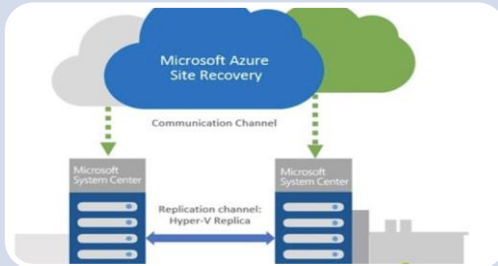 Microsoft Azure
Site Recovery
Communication Channel
Microsoft
System Center
Microsoft
System Center
Replication channel:
Hyper-V Replica